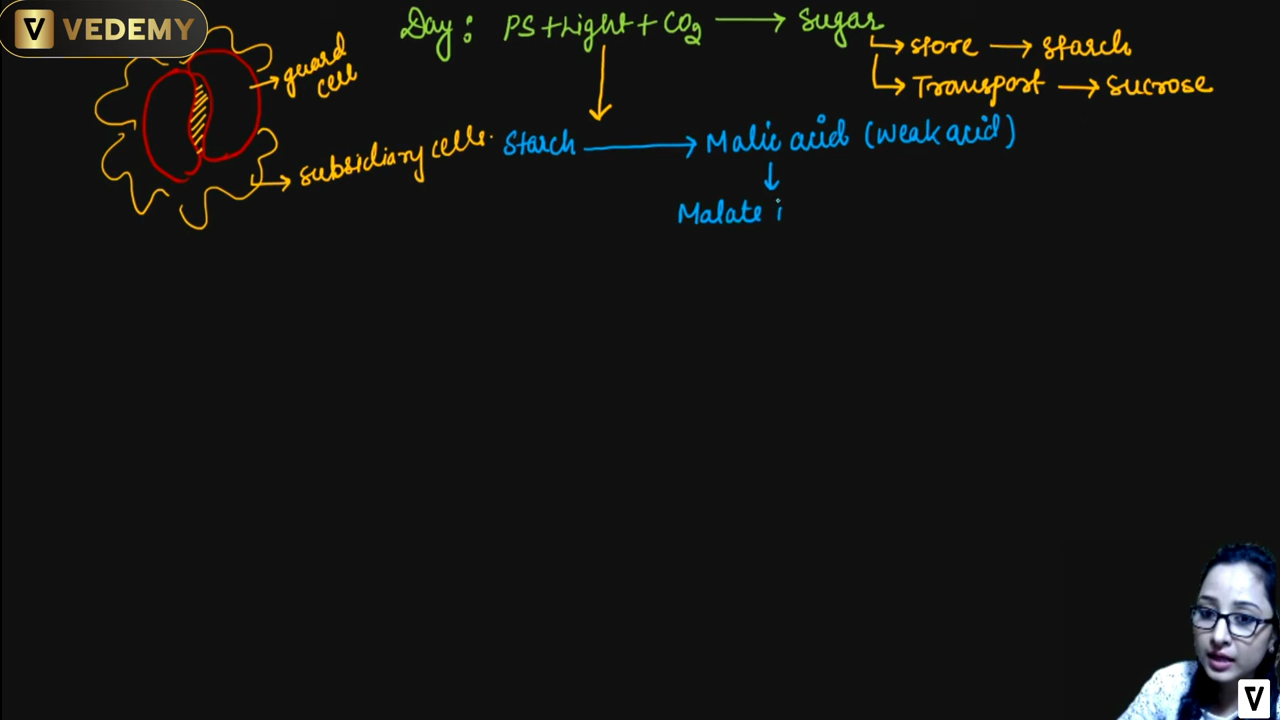 VEDEMY
Day: PS + Light + CO2 → Sugar
→ store → starch
→ Transport → sucrose
→ guard cell
→ subsidiary cells.
Starch → Malic acid (weak acid)
↓
Malate i